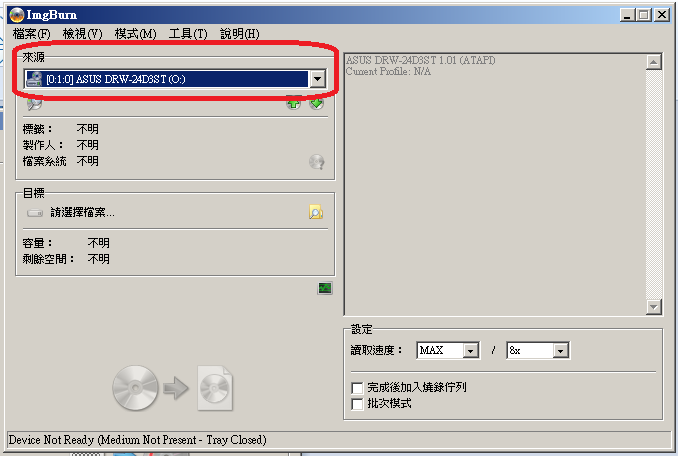 ImgBurn
檔案(F) 檢視(V) 模式(M) 工具(T) 說明(H)
來源
[0:1:0] ASUS DRW-24D3ST (O:)
標籤： 不明
製作人： 不明
檔案系統 不明
目標
請選擇檔案...
容量： 不明
剩餘空間： 不明
ASUS DRW-24D3ST 1.01 (ATAPI)
Current Profile: N/A
設定
讀取速度： MAX / 8x
完成後加入燒錄佇列
批次模式
Device Not Ready (Medium Not Present - Tray Closed)